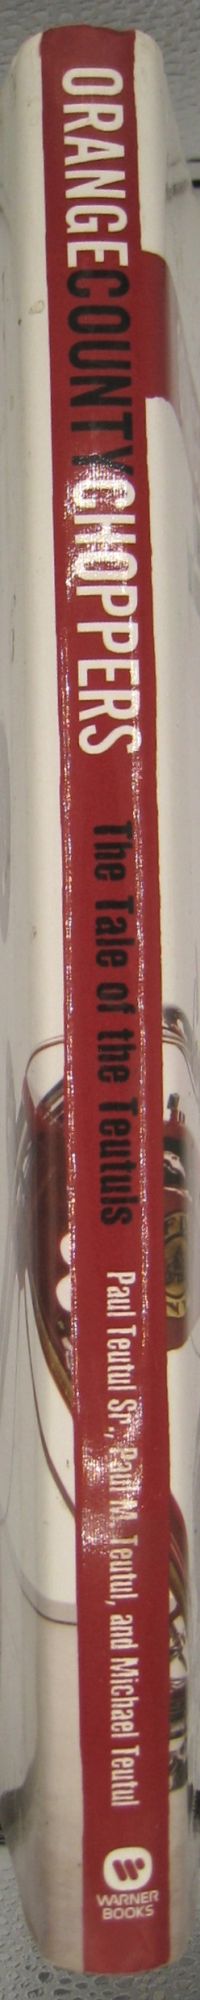 ORANGECOUNTYCHOPPERS
The Tale of the Teutuls
Paul Teutul Sr., Paul M. Teutul, and Michael Teutul
WARNER
BOOKS